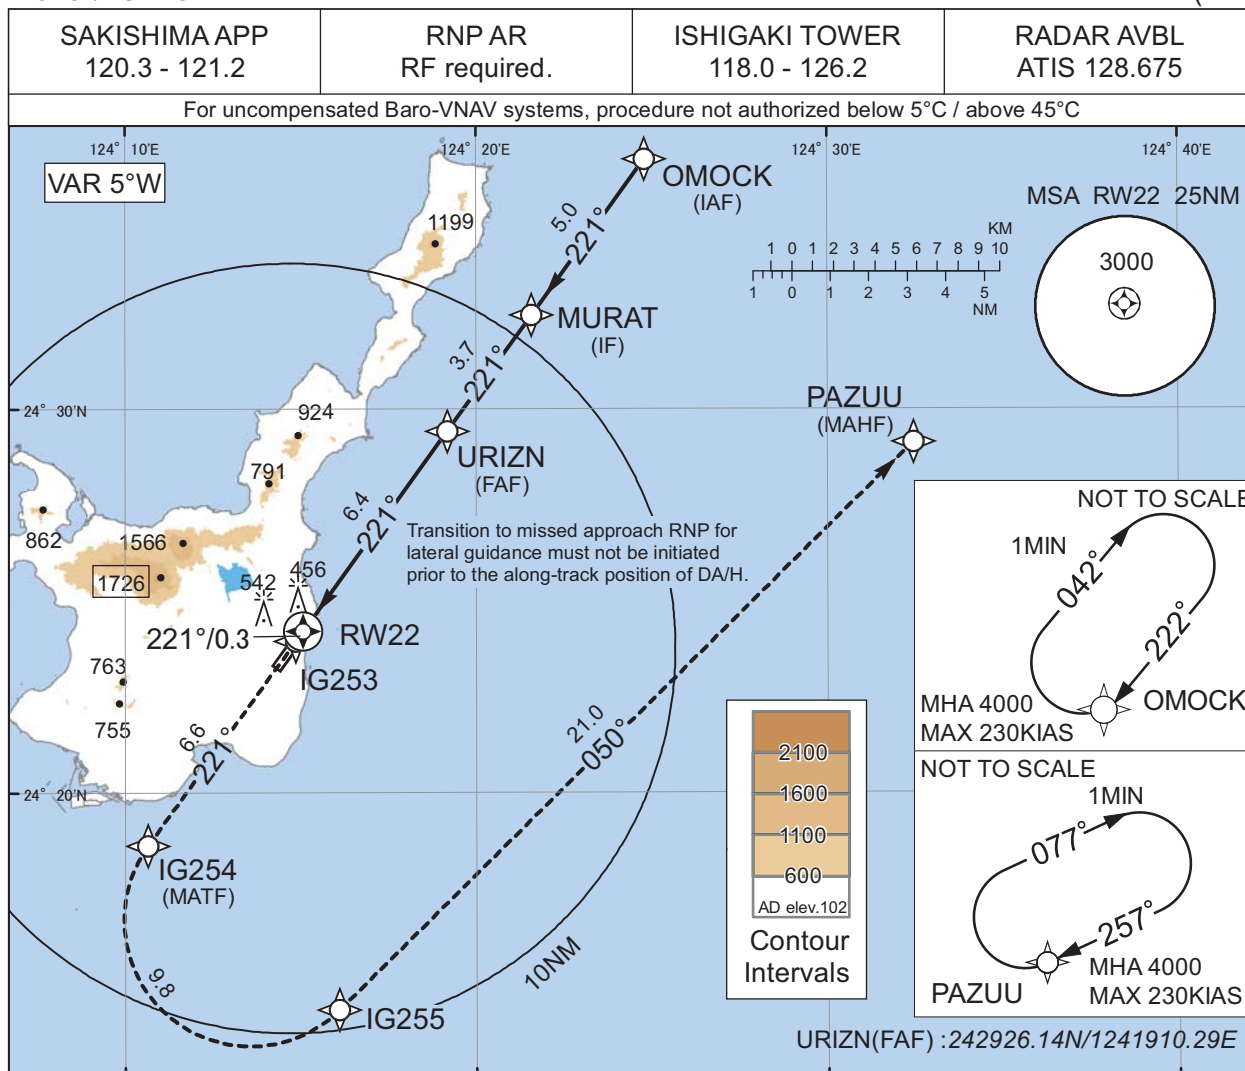 SAKISHIMA APP
120.3 - 121.2
RNP AR
RF required.
ISHIGAKI TOWER
118.0 - 126.2
RADAR AVBL
ATIS 128.675
For uncompensated Baro-VNAV systems, procedure not authorized below 5°C / above 45°C
124° 10'E
124° 20'E
124° 30'E
124° 40'E
VAR 5°W
OMOCK
(IAF)
MSA RW22 25NM
3000
KM
1 0 1 2 3 4 5 6 7 8 9 10
1 0 1 2 3 4 5
NM
1199
5.0
221°
MURAT
(IF)
3.7
221°
PAZUU
(MAHF)
24° 30'N
924
URIZN
(FAF)
791
6.4
221°
862
1566
1726
542
456
Transition to missed approach RNP for
lateral guidance must not be initiated
prior to the along-track position of DA/H.
221°/0.3
RW22
IG253
763
755
6.6
221°
21.0
050°
24° 20'N
IG254
(MATF)
9.8
IG255
10NM
NOT TO SCALE
1MIN
042°
222°
OMOCK
MHA 4000
MAX 230KIAS
NOT TO SCALE
1MIN
077°
257°
PAZUU
MHA 4000
MAX 230KIAS
2100
1600
1100
600
AD elev.102
Contour
Intervals
URIZN(FAF) :242926.14N/1241910.29E